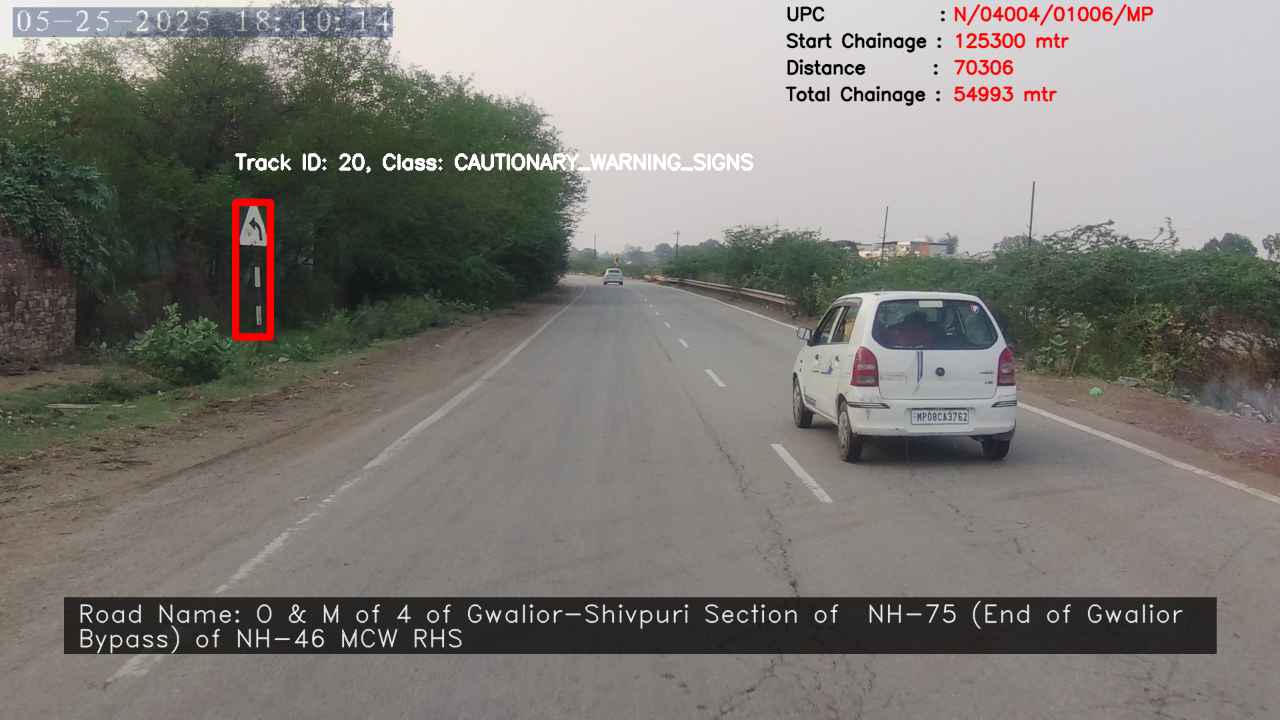 05-25-2025 18:10:14
UPC : N/04004/01006/MP
Start Chainage : 125300 mtr
Distance : 70306
Total Chainage : 54993 mtr
Track ID: 20, Class: CAUTIONARY_WARNING_SIGNS
MP08CA3762
Road Name: O & M of 4 of Gwalior-Shivpuri Section of NH-75 (End of Gwalior
Bypass) of NH-46 MCW RHS